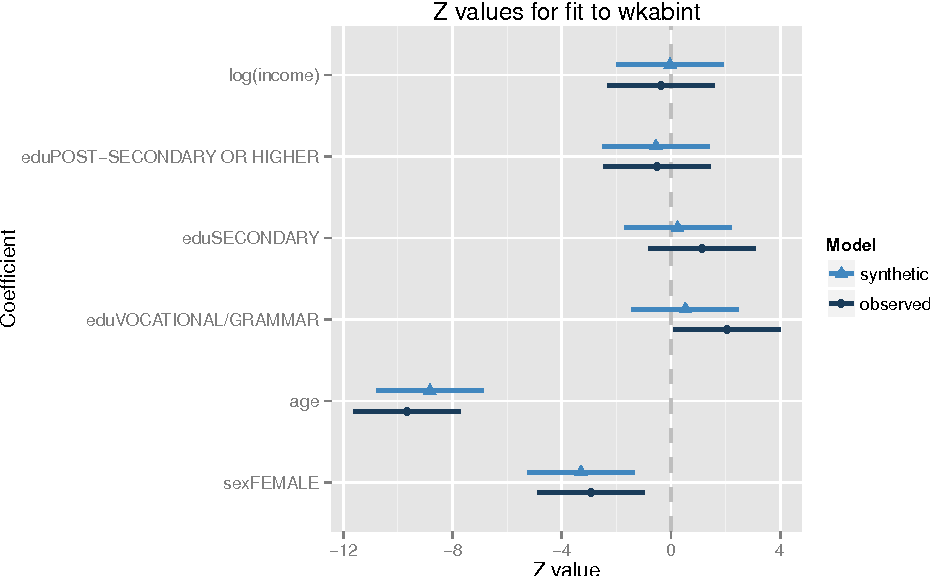 Z values for fit to wkabint
log(income)
eduPOST−SECONDARY OR HIGHER
eduSECONDARY
eduVOCATIONAL/GRAMMAR
age
sexFEMALE
Coefficient
−12 −8 −4 0 4
Z value
Model
synthetic
observed